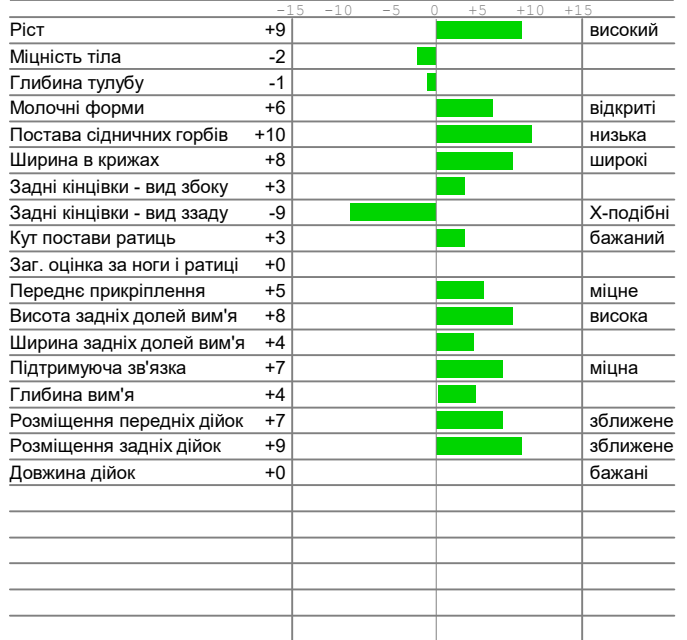 -15 -10 -5 0 +5 +10 +15
Ріст +9 високий
Міцність тіла -2
Глибина тулубу -1
Молочні форми +6 відкриті
Постава сідничних горбів +10 низька
Ширина в крижах +8 широкі
Задні кінцівки - вид збоку +3
Задні кінцівки - вид ззаду -9 Х-подібні
Кут постави ратиць +3 бажаний
Заг. оцінка за ноги і ратиці +0
Переднє прикріплення +5 міцне
Висота задніх долей вим'я +8 висока
Ширина задніх долей вим'я +4
Підтримуюча зв'язка +7 міцна
Глибина вим'я +4
Розміщення передніх дійок +7 зближене
Розміщення задніх дійок +9 зближене
Довжина дійок +0 бажані